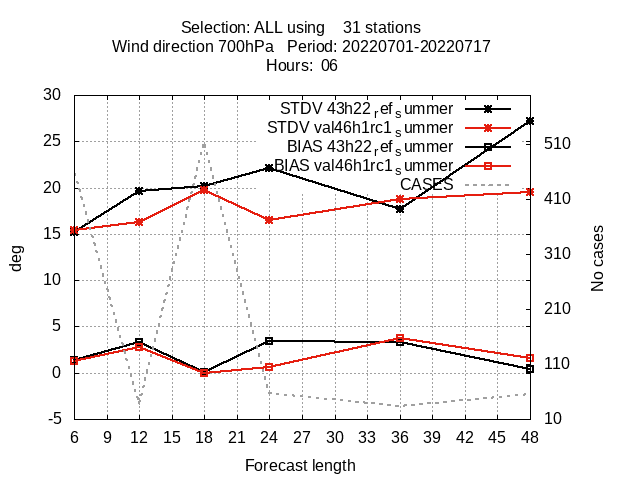 Selection: ALL using    31 stations
Wind direction 700hPa   Period: 20220701-20220717
Hours:  06
STDV 43h22_ref_summer
STDV val46h1rc1_summer
BIAS 43h22_ref_summer
BIAS val46h1rc1_summer
CASES
30
25
20
15
10
5
0
-5
deg
510
410
310
210
110
10
No cases
6 9 12 15 18 21 24 27 30 33 36 39 42 45 48
Forecast length